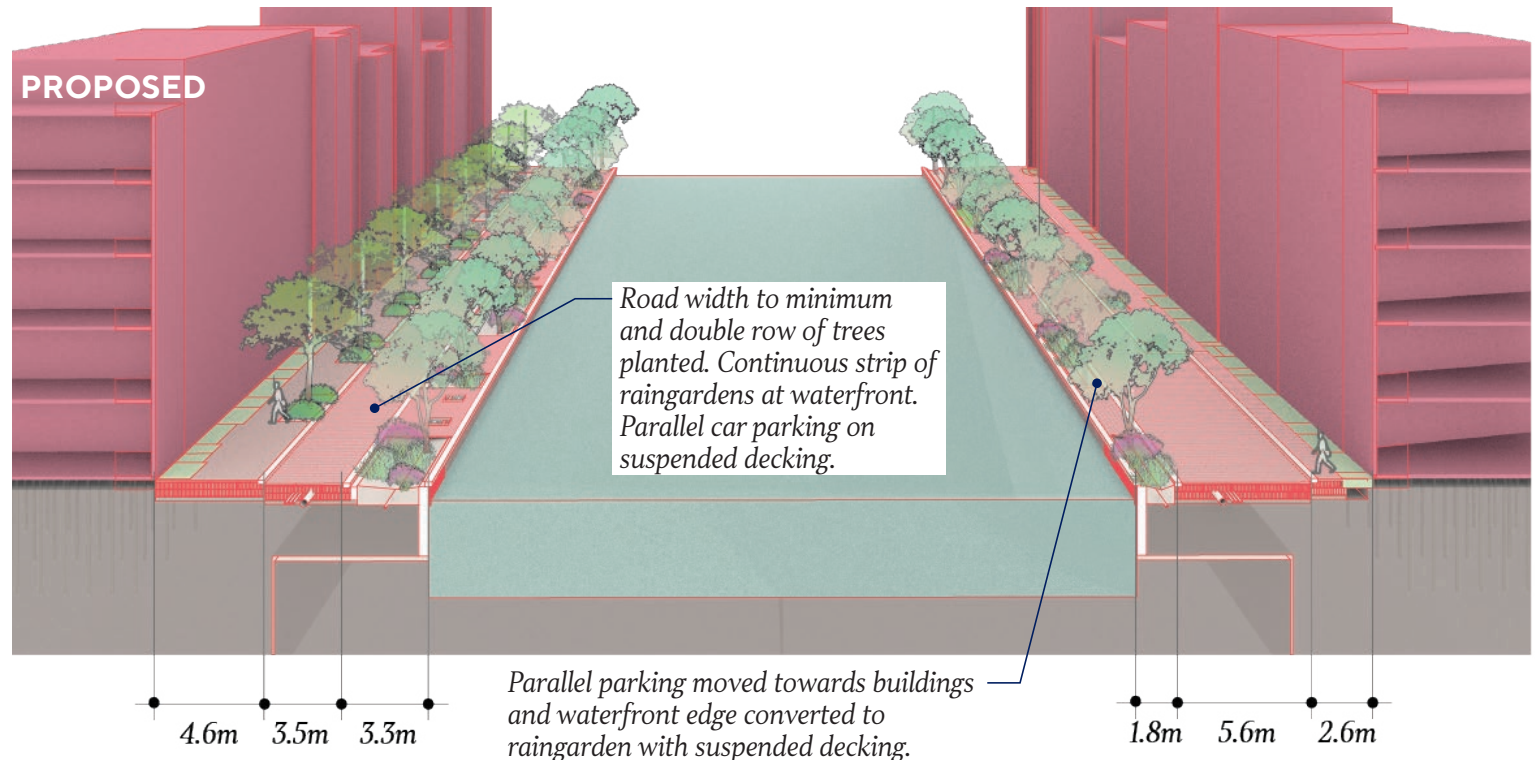 PROPOSED
Road width to minimum
and double row of trees
planted. Continuous strip of
raingardens at waterfront.
Parallel car parking on
suspended decking.
Parallel parking moved towards buildings
and waterfront edge converted to
raingarden with suspended decking.
4.6m 3.5m 3.3m
1.8m 5.6m 2.6m